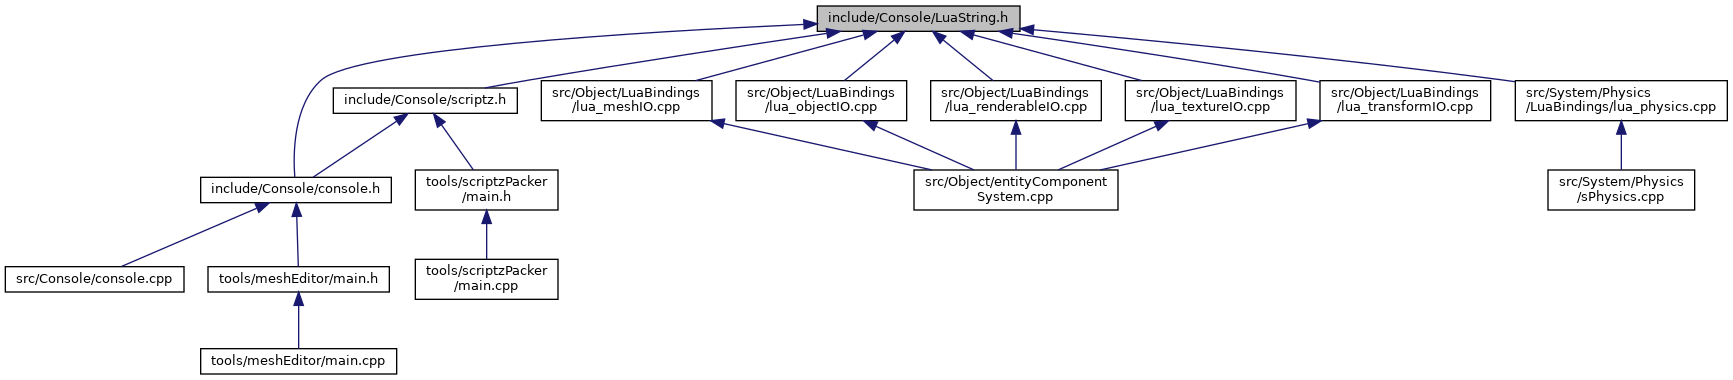 include/Console/LuaString.h
include/Console/scriptz.h
src/Object/LuaBindings
/lua_meshIO.cpp
src/Object/LuaBindings
/lua_objectIO.cpp
src/Object/LuaBindings
/lua_renderableIO.cpp
src/Object/LuaBindings
/lua_textureIO.cpp
src/Object/LuaBindings
/lua_transformIO.cpp
src/System/Physics
/LuaBindings/lua_physics.cpp
include/Console/console.h
tools/scriptzPacker
/main.h
src/Object/entityComponent
System.cpp
src/System/Physics
/sPhysics.cpp
src/Console/console.cpp
tools/meshEditor/main.h
tools/scriptzPacker
/main.cpp
tools/meshEditor/main.cpp